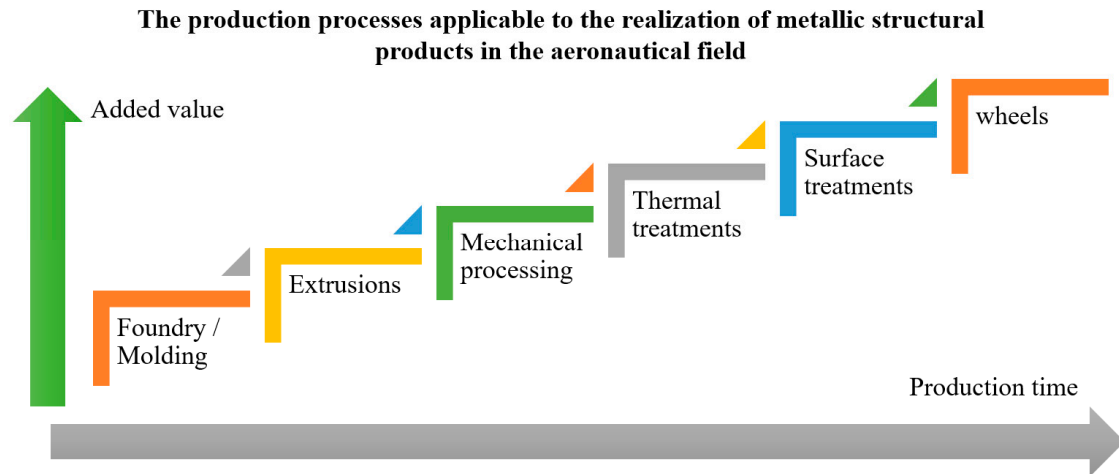 The production processes applicable to the realization of metallic structural
products in the aeronautical field
Added value
wheels
Surface
treatments
Thermal
treatments
Mechanical
processing
Extrusions
Foundry /
Molding
Production time